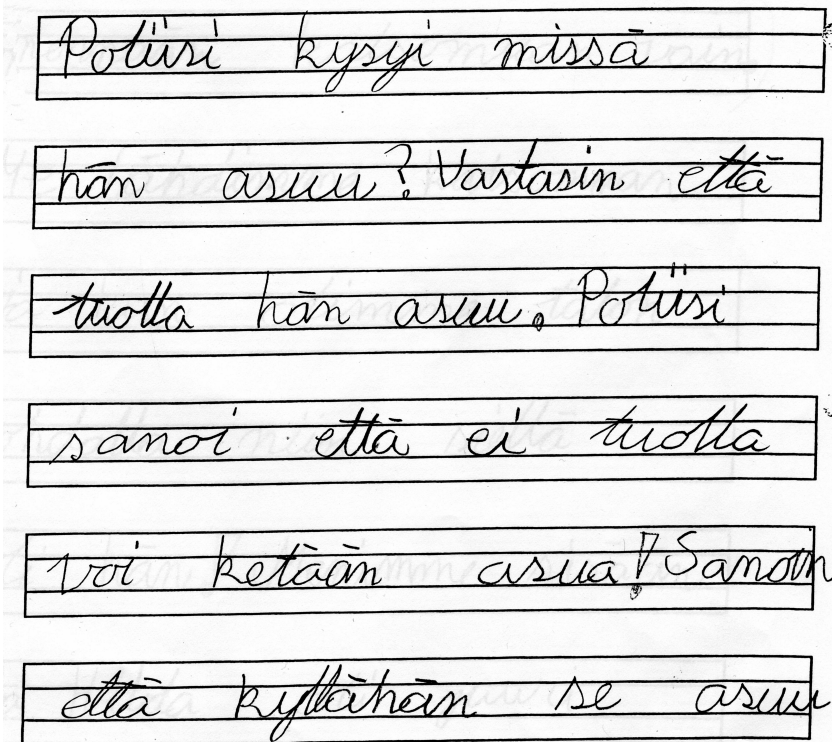 Poliisi kysyi missä
hän asuu? Vastasin että
tuolla hän asuu. Poliisi
sanoi että ei tuolla
voi ketään asua! Sanoin
että kyllähän se asuu